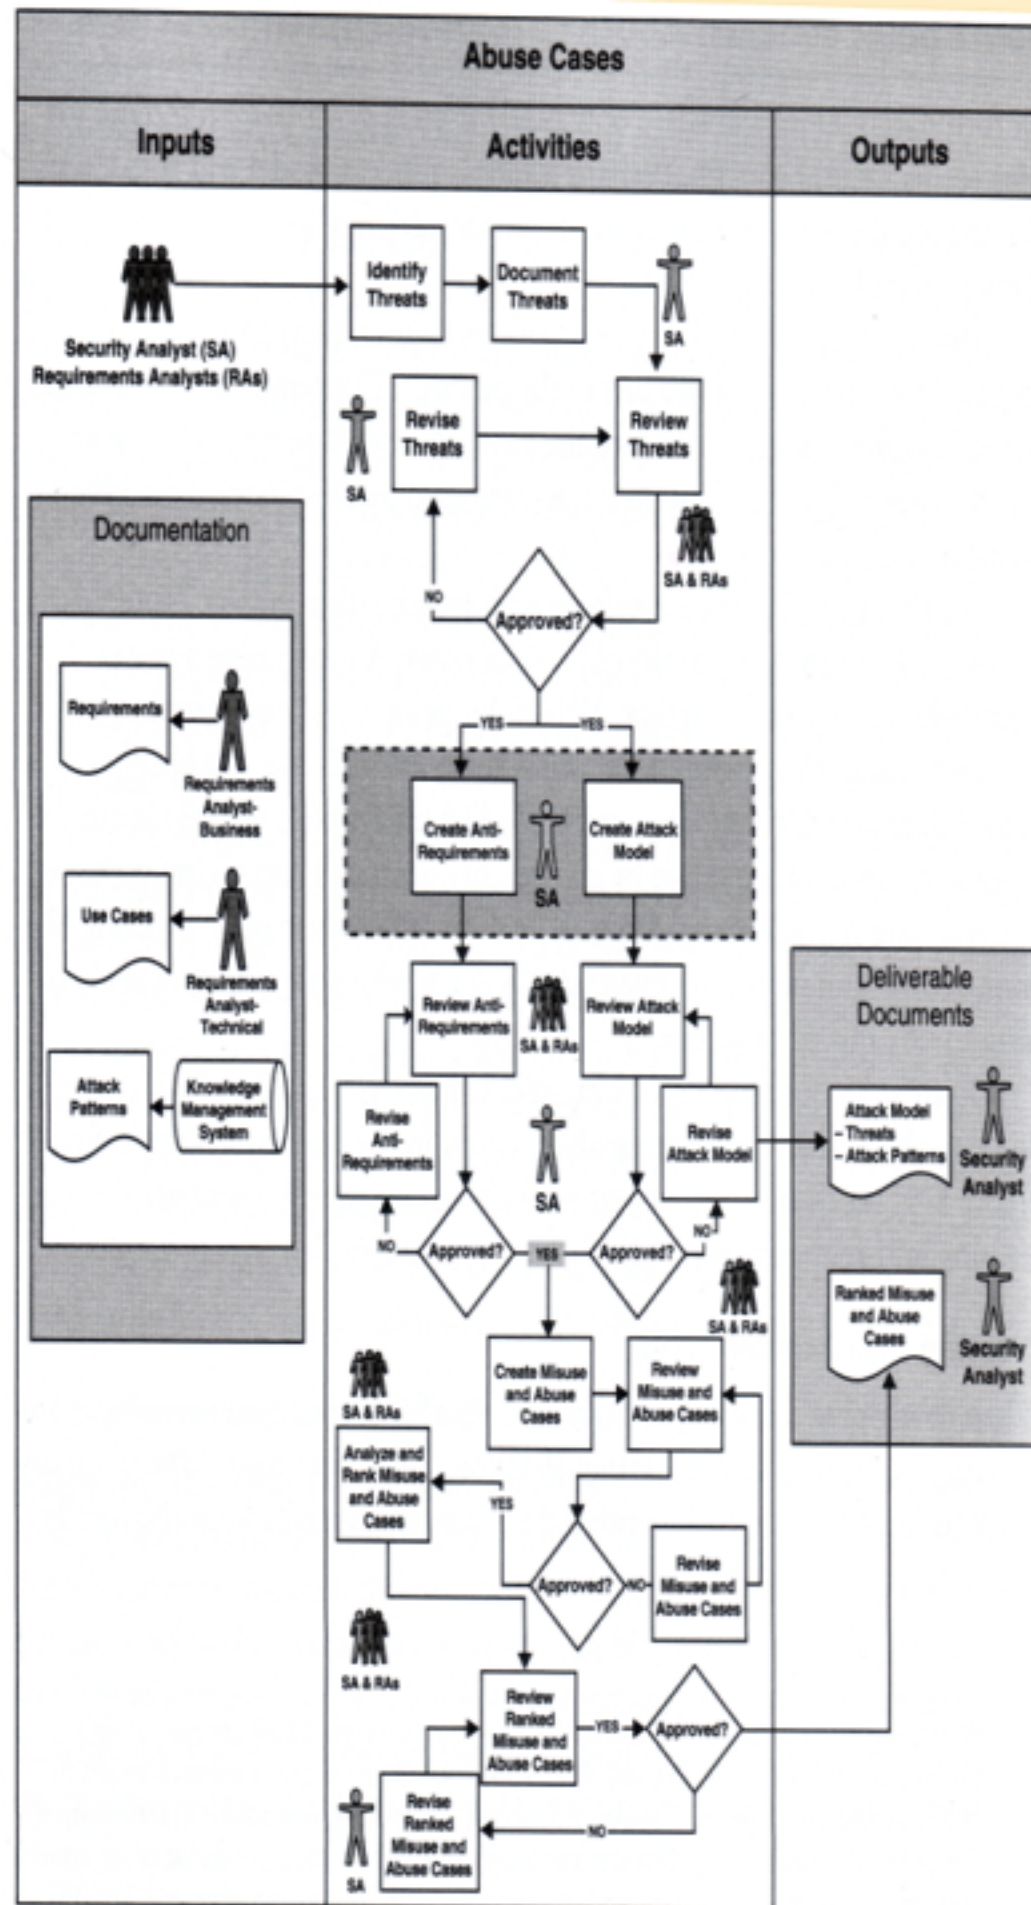 Abuse Cases
Inputs
Activities
Outputs
Security Analyst (SA)
Requirements Analysts (RAs)
Identify
Threats
Document
Threats
SA
Revise
Threats
SA
Review
Threats
SA & RAs
NO
Approved?
YES
YES
Documentation
Requirements
Requirements
Analyst-
Business
Use Cases
Requirements
Analyst-
Technical
Attack
Patterns
Knowledge
Management
System
Create Anti-
Requirements
SA
Create Attack
Model
Review Anti-
Requirements
SA & RAs
Review Attack
Model
Revise
Anti-
Requirements
SA
Revise
Attack Model
NO
Approved?
YES
Approved?
NO
SA & RAs
Deliverable
Documents
Attack Model
– Threats
– Attack Patterns
Security
Analyst
Ranked Misuse
and Abuse
Cases
Security
Analyst
Create Misuse
and Abuse
Cases
Review
Misuse and
Abuse Cases
SA & RAs
Analyze and
Rank Misuse
and Abuse
Cases
YES
Approved?
NO
Revise
Misuse and
Abuse Cases
SA & RAs
Review
Ranked
Misuse and
Abuse Cases
YES
Approved?
Revise
Ranked
Misuse and
Abuse Cases
NO
SA